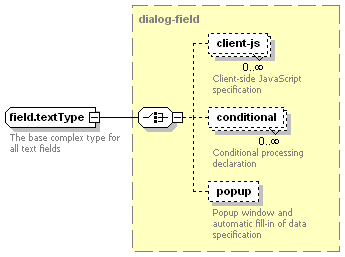 dialog-field
client-js
0..∞
Client-side JavaScript
specification
field.textType
The base complex type for
all text fields
conditional
0..∞
Conditional processing
declaration
popup
Popup window and
automatic fill-in of data
specification